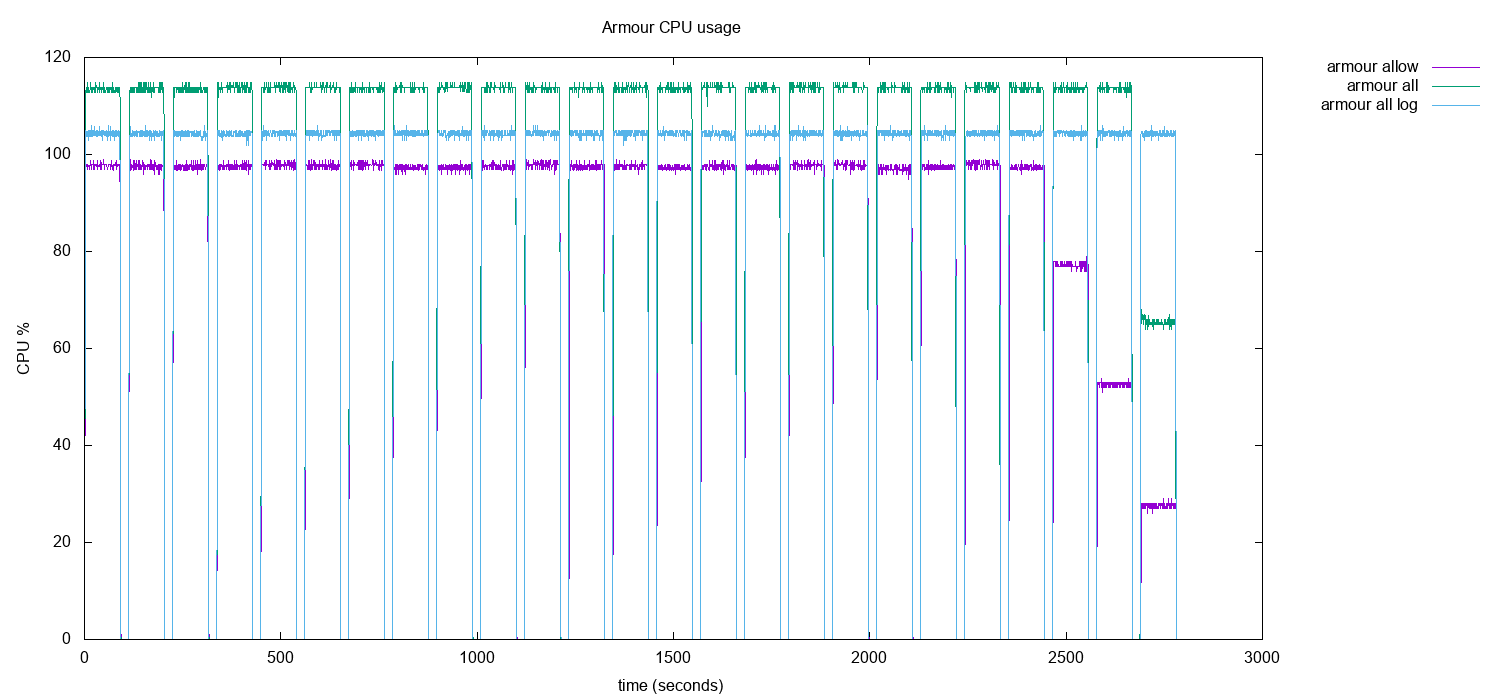 Armour CPU usage
armour allow
armour all
armour all log
120
100
80
60
40
20
0
CPU %
0 500 1000 1500 2000 2500 3000
time (seconds)